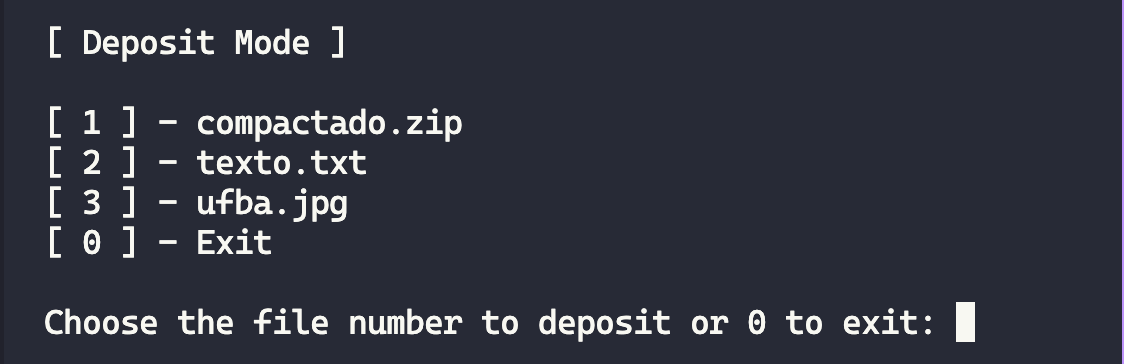 [ Deposit Mode ]
[ 1 ] - compactado.zip
[ 2 ] - texto.txt
[ 3 ] - ufba.jpg
[ 0 ] - Exit
Choose the file number to deposit or 0 to exit: